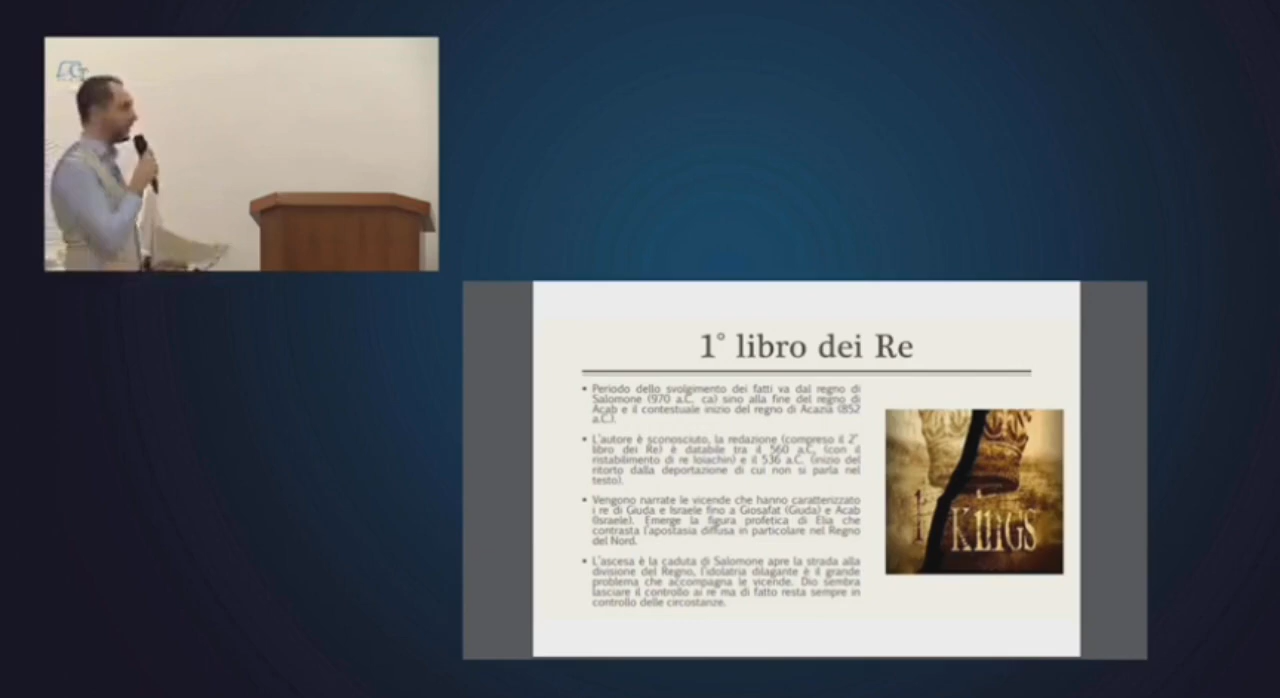 1° libro dei Re
▪ Periodo dello svolgimento dei fatti va dal regno di
Salomone (970 a.C. ca) sino alla fine del regno di
Acab e il contestuale inizio del regno di Acazia (852
a.C.).
▪ L'autore è sconosciuto, la redazione (compreso il 2°
libro dei Re) è databile tra il 560 a.C. (con il
ristabilimento di re Ioiachin) e il 536 a.C. (inizio del
ritorto dalla deportazione di cui non si parla nel
testo).
▪ Vengono narrate le vicende che hanno caratterizzato
i re di Giuda e Israele fino a Giosafat (Giuda) e Acab
(Israele). Emerge la figura profetica di Elia che
contrasta l'apostasia diffusa in particolare nel Regno
del Nord.
▪ L'ascesa è la caduta di Salomone apre la strada alla
divisione del Regno, l'idolatria dilagante è il grande
problema che accompagna le vicende. Dio sembra
lasciare il controllo ai re ma di fatto resta sempre in
controllo delle circostanze.
KINGS